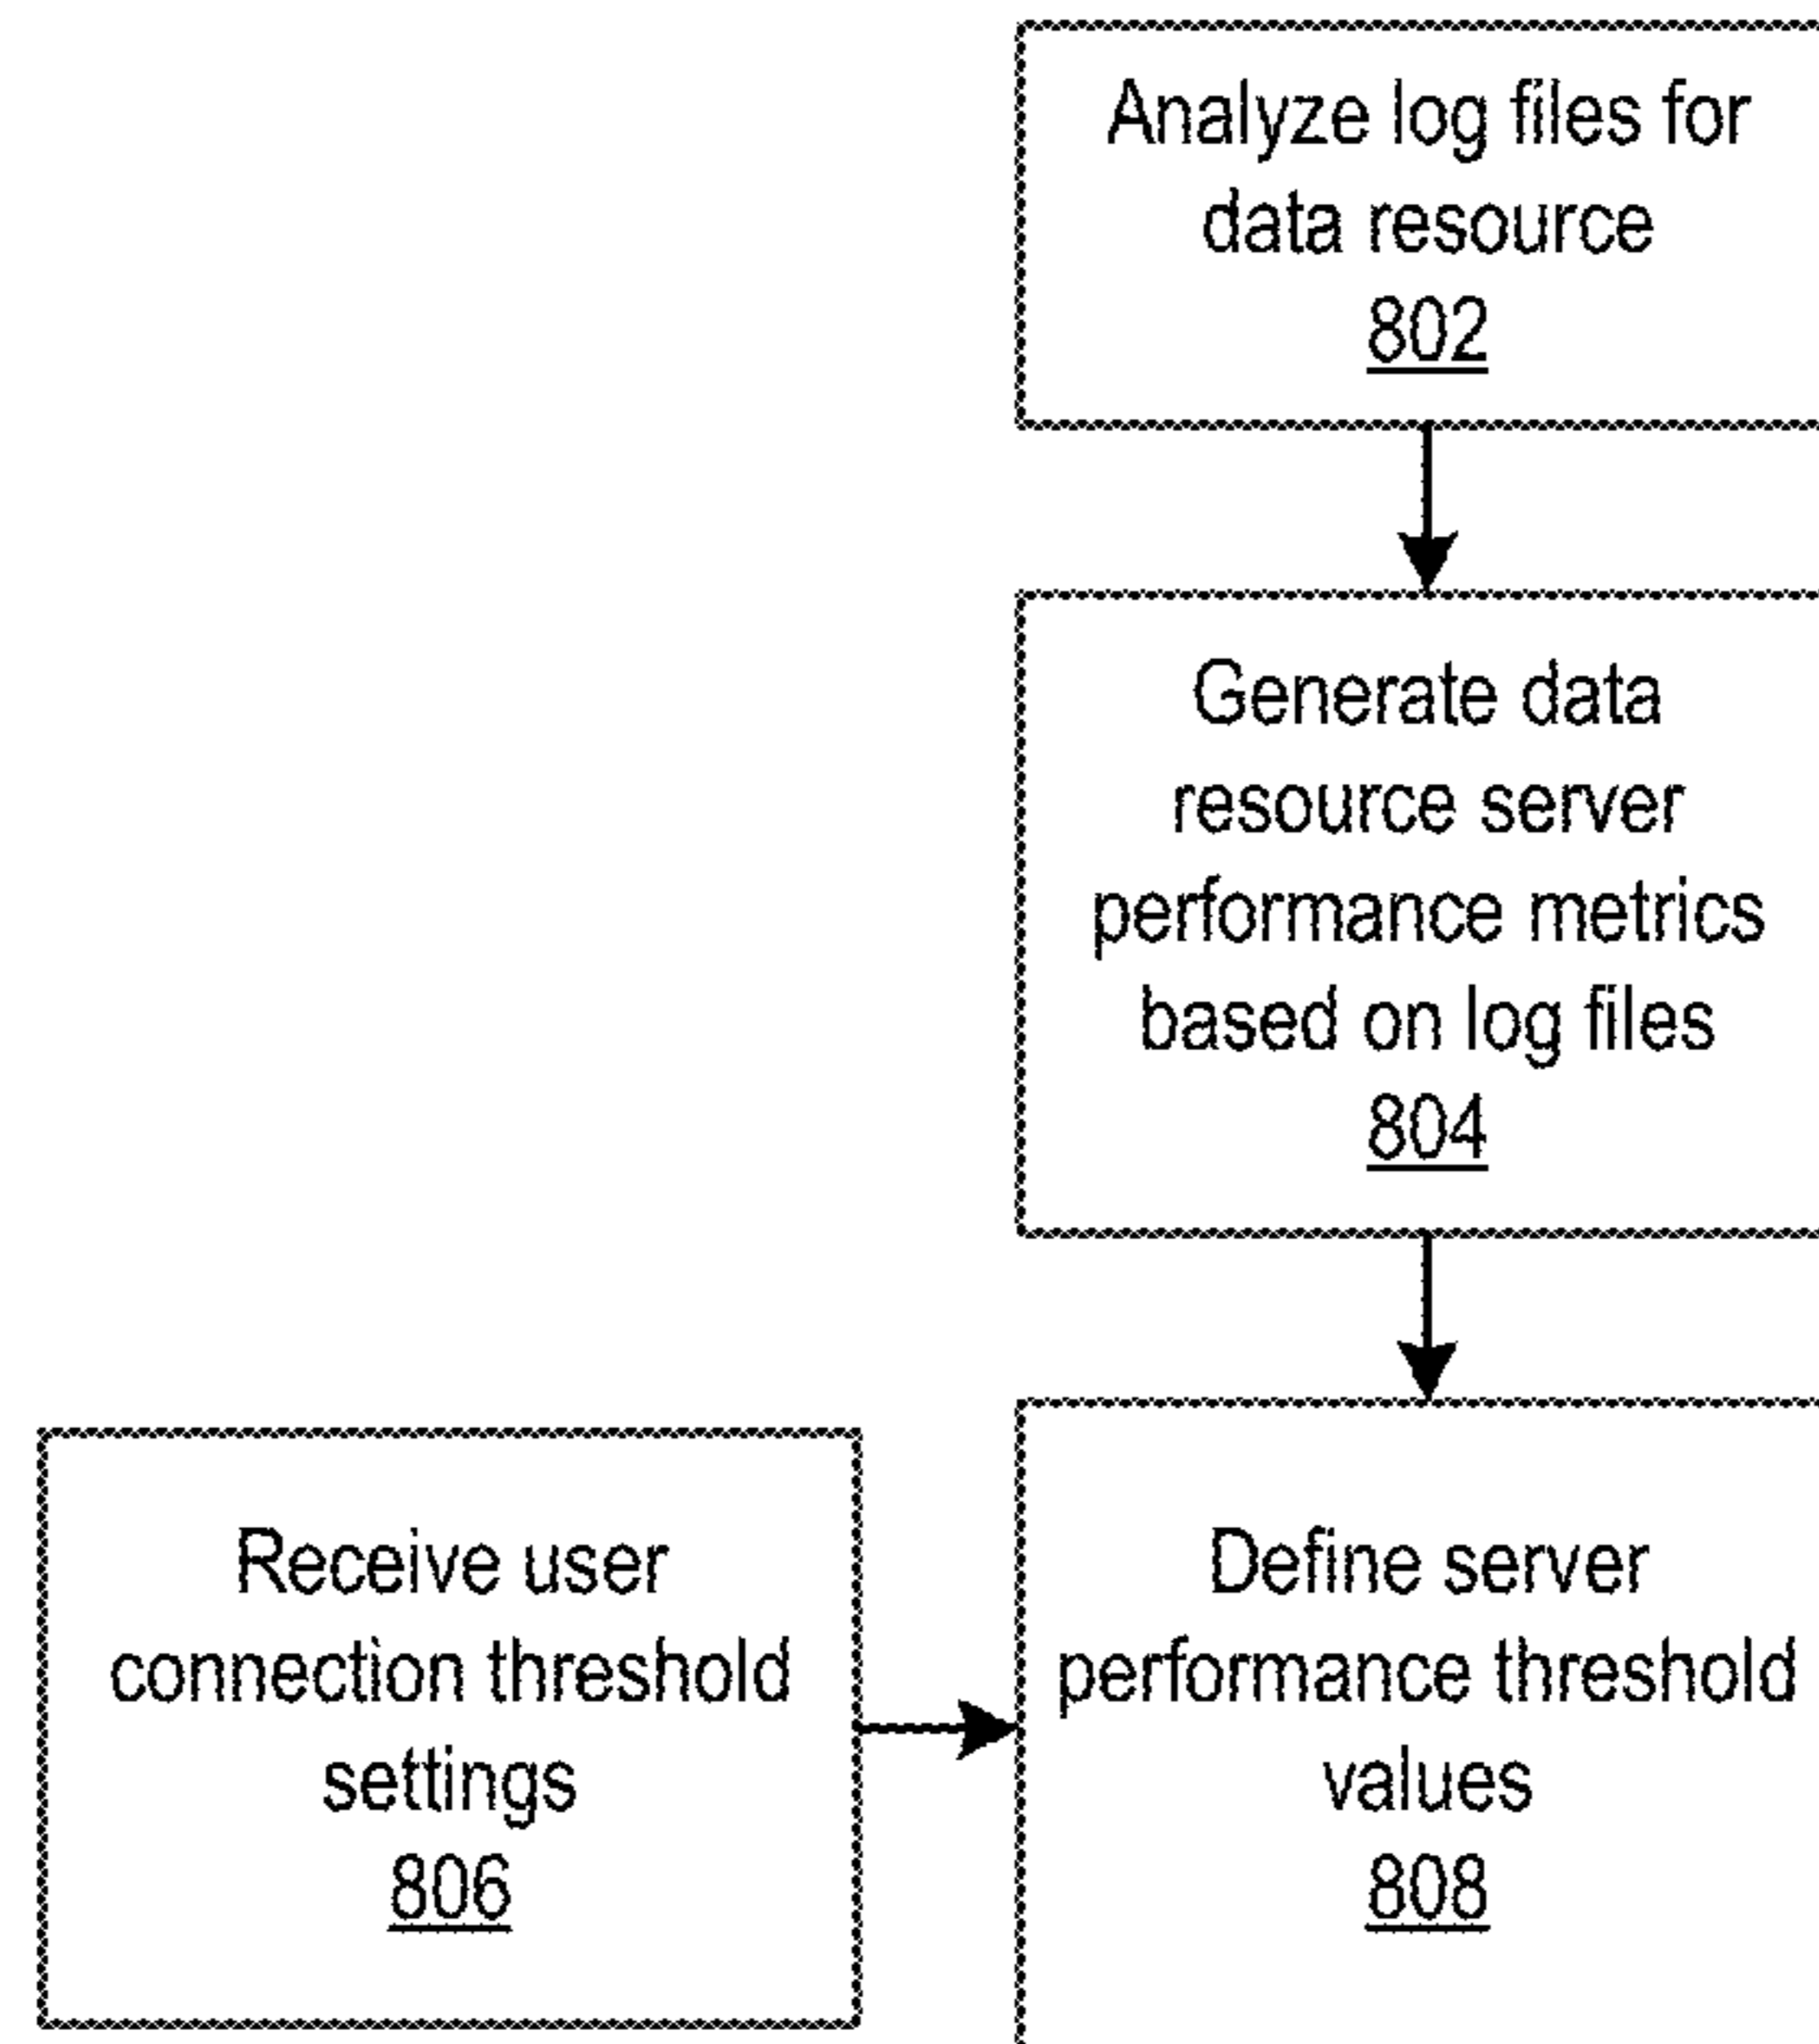 Analyze log files for
data resource
802
Generate data
resource server
performance metrics
based on log files
804
Receive user
connection threshold
settings
806
Define server
performance threshold
values
808